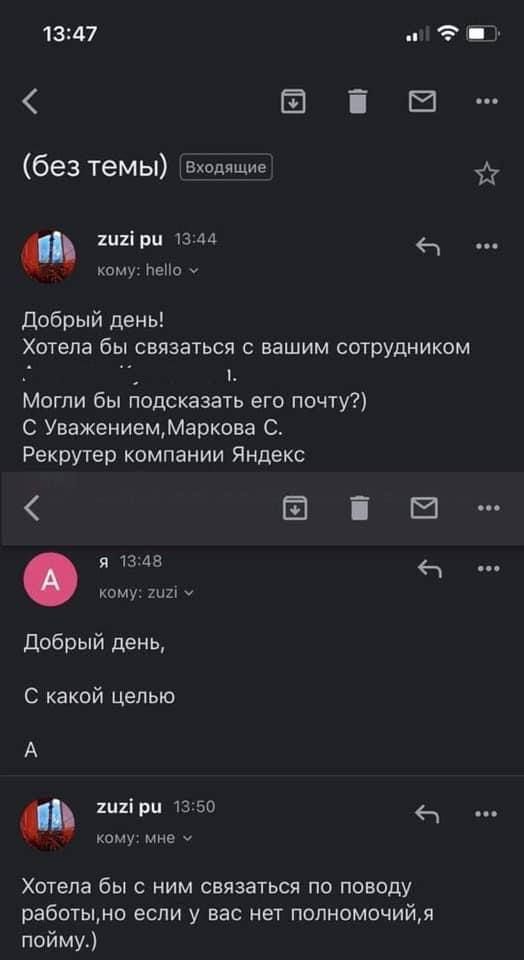 13:47
(без темы) Входящие
zuzi pu 13:44
кому: hello
Добрый день!
Хотела бы связаться с вашим сотрудником
Могли бы подсказать его почту?)
С Уважением,Маркова С.
Рекрутер компании Яндекс
я 13:48
А
кому: zuzi
Добрый день,
С какой целью
А
zuzi pu 13:50
кому: мне
Хотела бы с ним связаться по поводу
работы,но если у вас нет полномочий,я
пойму.)